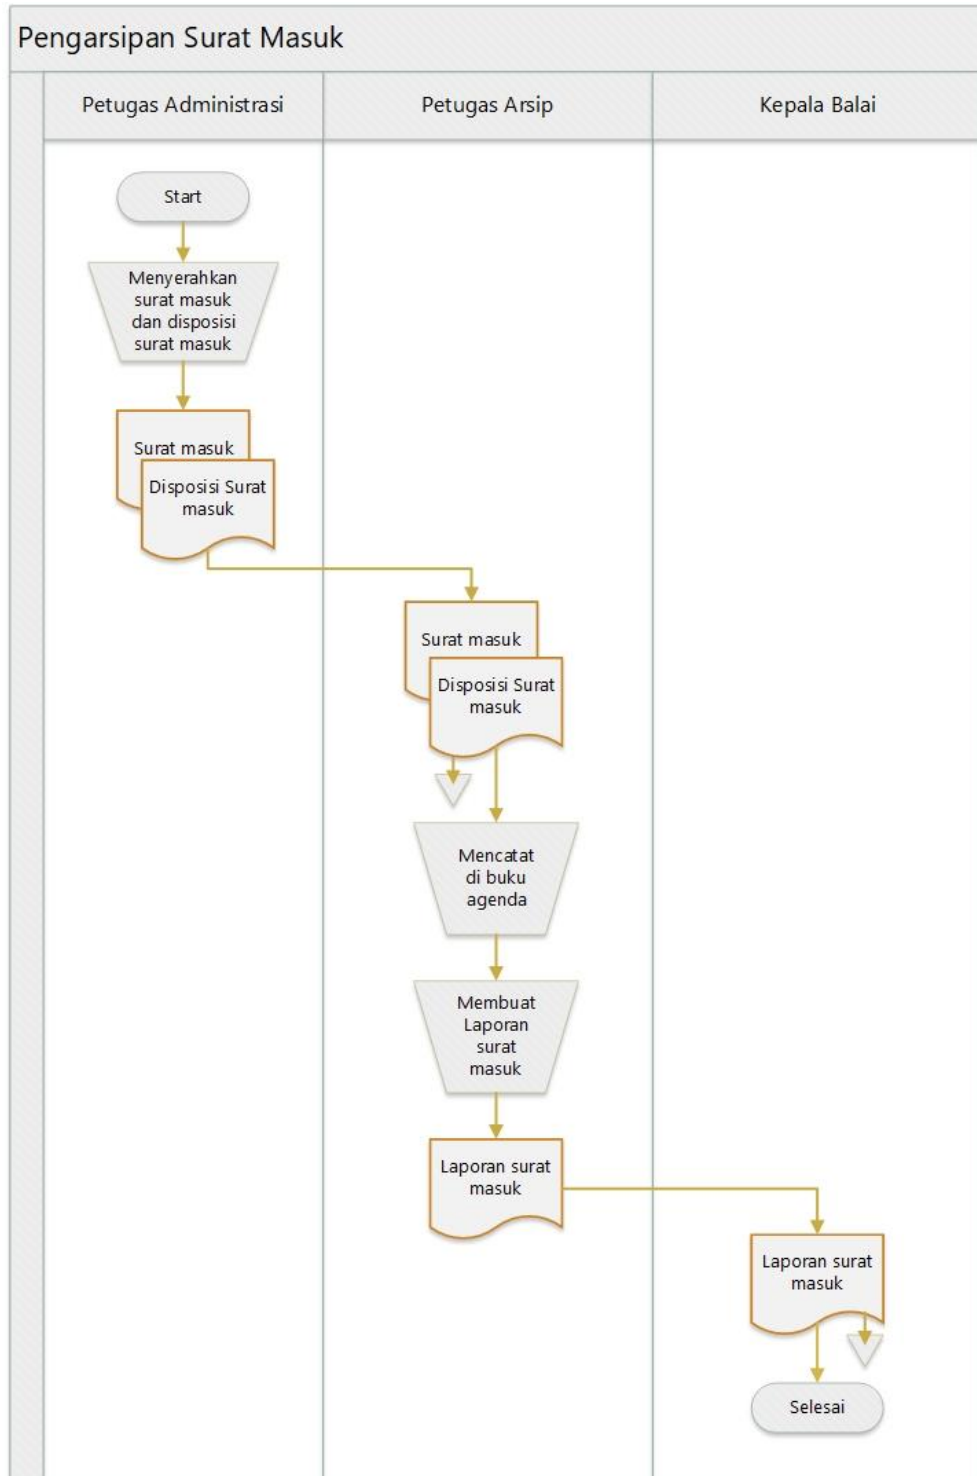 Pengarsipan Surat Masuk
Petugas Administrasi
Petugas Arsip
Kepala Balai
Start
Menyerahkan
surat masuk
dan disposisi
surat masuk
Surat masuk
Disposisi Surat
masuk
Surat masuk
Disposisi Surat
masuk
Mencatat
di buku
agenda
Membuat
Laporan
surat
masuk
Laporan surat
masuk
Laporan surat
masuk
Selesai